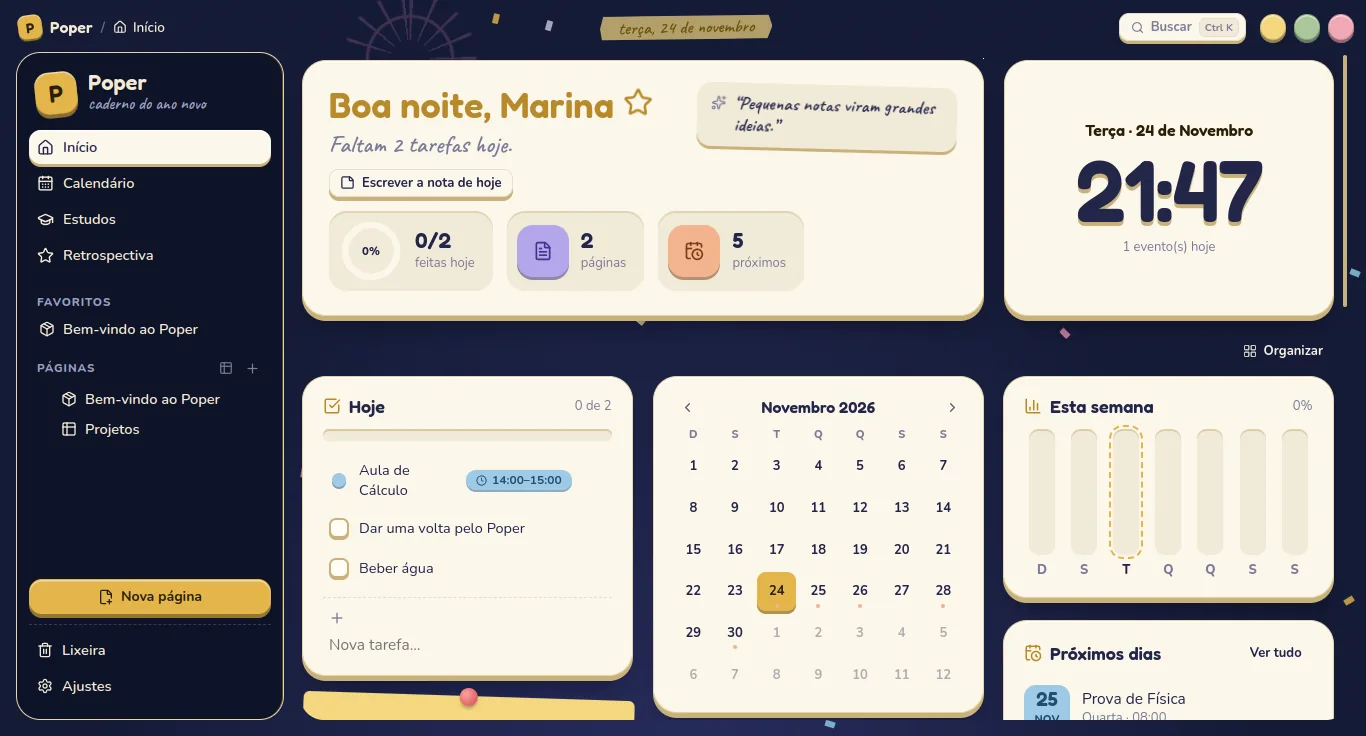 P Poper / Início
terça, 24 de novembro
Buscar Ctrl K
P Poper
caderno do ano novo
Início
Calendário
Estudos
Retrospectiva
FAVORITOS
Bem-vindo ao Poper
PÁGINAS
Bem-vindo ao Poper
Projetos
Nova página
Lixeira
Ajustes
Boa noite, Marina
Faltam 2 tarefas hoje.
Escrever a nota de hoje
“Pequenas notas viram grandes
ideias.”
0%
0/2
feitas hoje
2
páginas
5
próximos
Terça · 24 de Novembro
21:47
1 evento(s) hoje
Organizar
Hoje
0 de 2
Aula de
Cálculo
14:00–15:00
Dar uma volta pelo Poper
Beber água
Nova tarefa...
Novembro 2026
D S T Q Q S S
1 2 3 4 5 6 7
8 9 10 11 12 13 14
15 16 17 18 19 20 21
22 23 24 25 26 27 28
29 30 1 2 3 4 5
6 7 8 9 10 11 12
Esta semana
0%
D S T Q Q S S
Próximos dias
Ver tudo
25
NOV
Prova de Física
Quarta · 08:00